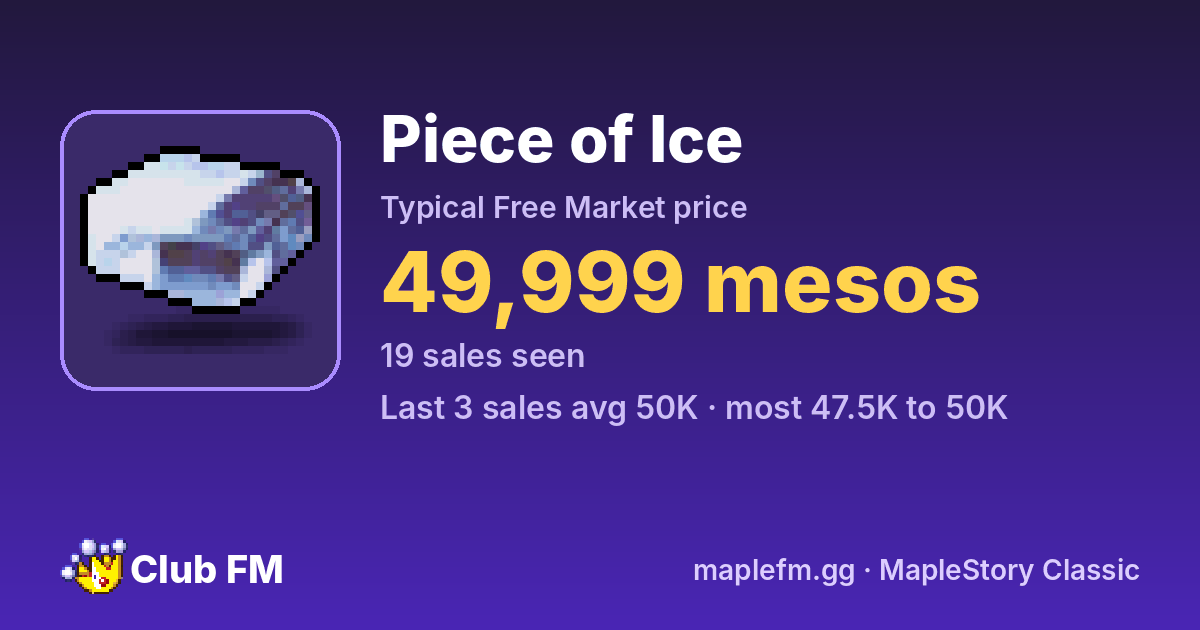 Piece of Ice
Typical Free Market price
49,999 mesos
19 sales seen
Last 3 sales avg 50K · most 47.5K to 50K
Club FM
maplefm.gg · MapleStory Classic